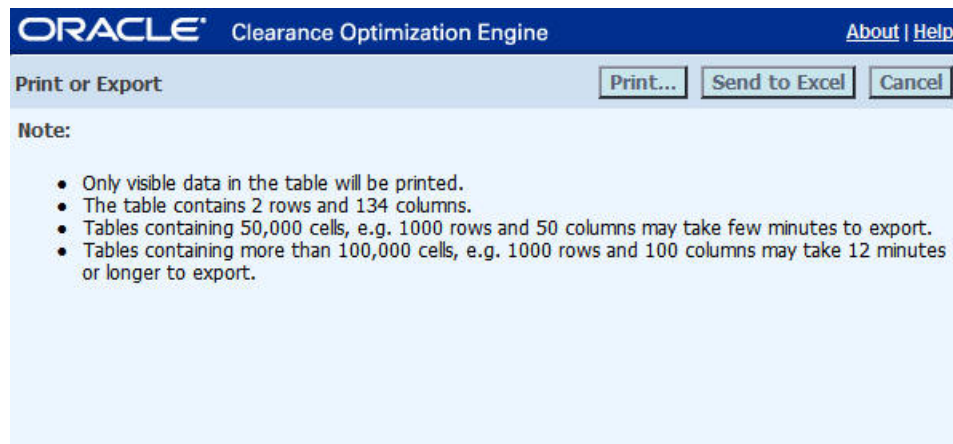 ORACLE® Clearance Optimization Engine About | Help
Print or Export Print... Send to Excel Cancel
Note:
• Only visible data in the table will be printed.
• The table contains 2 rows and 134 columns.
• Tables containing 50,000 cells, e.g. 1000 rows and 50 columns may take few minutes to export.
• Tables containing more than 100,000 cells, e.g. 1000 rows and 100 columns may take 12 minutes
or longer to export.